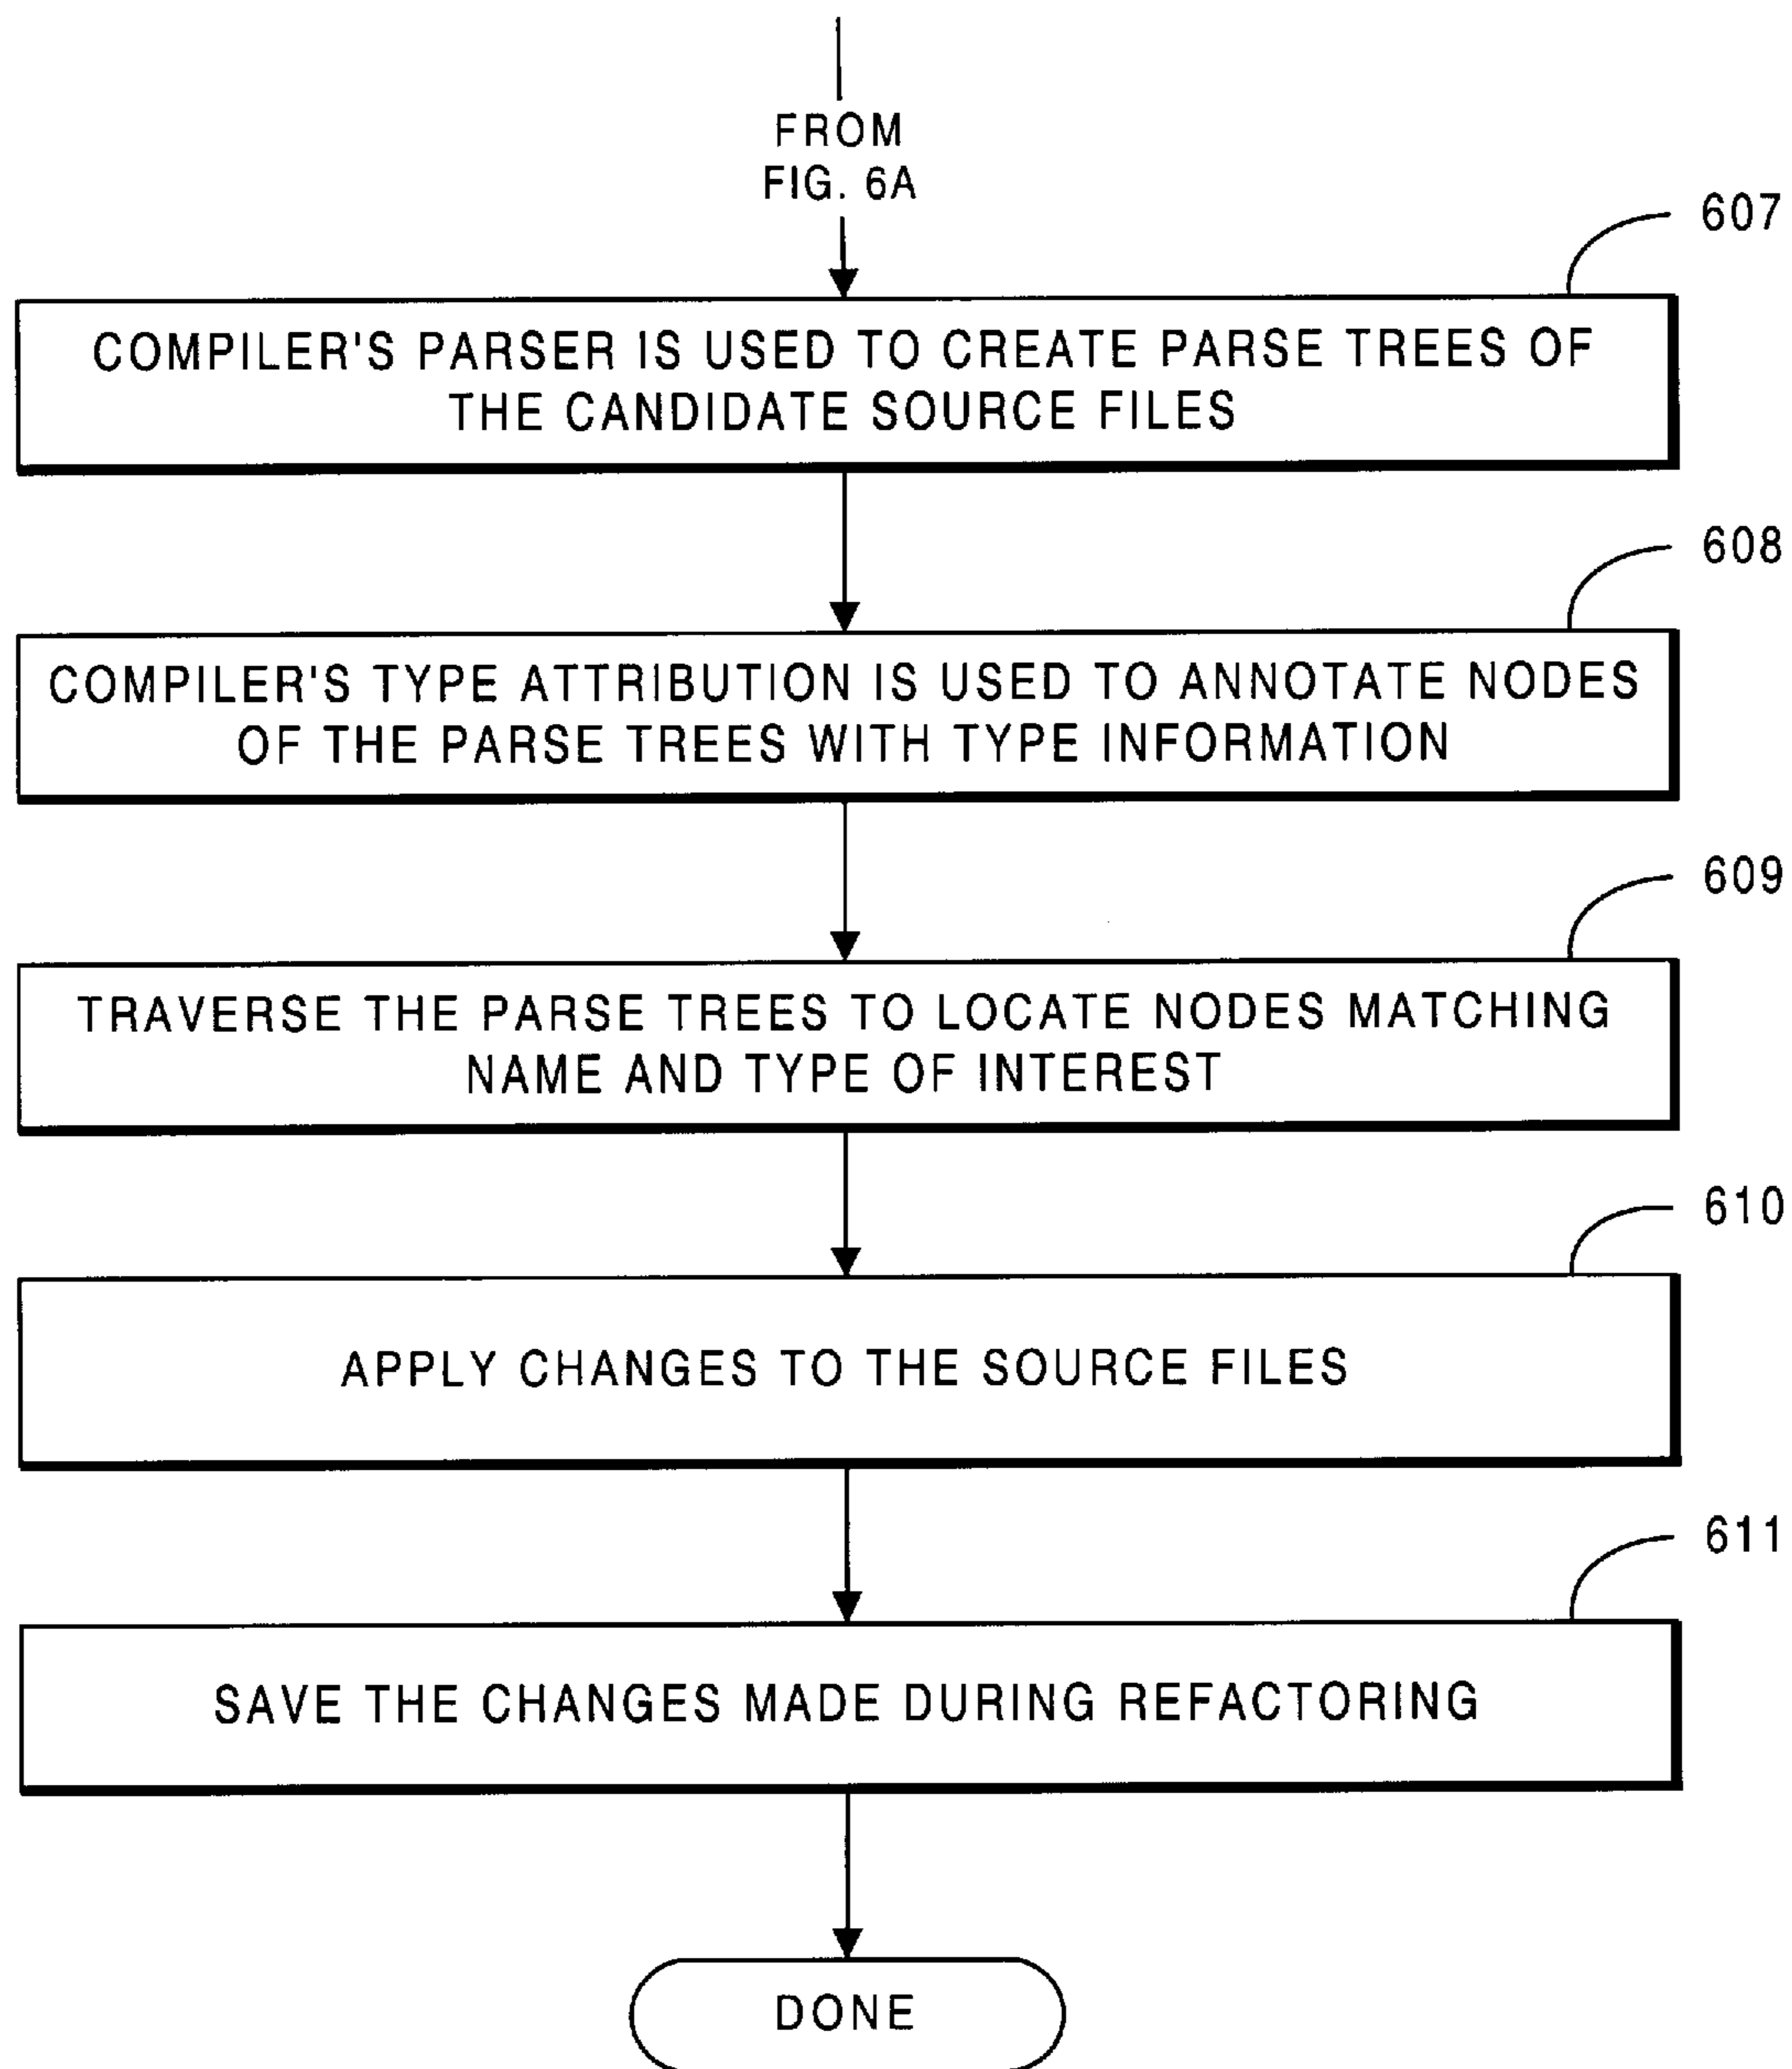 FROM
FIG. 6A
607
COMPILER'S PARSER IS USED TO CREATE PARSE TREES OF
THE CANDIDATE SOURCE FILES
608
COMPILER'S TYPE ATTRIBUTION IS USED TO ANNOTATE NODES
OF THE PARSE TREES WITH TYPE INFORMATION
609
TRAVERSE THE PARSE TREES TO LOCATE NODES MATCHING
NAME AND TYPE OF INTEREST
610
APPLY CHANGES TO THE SOURCE FILES
611
SAVE THE CHANGES MADE DURING REFACTORING
DONE